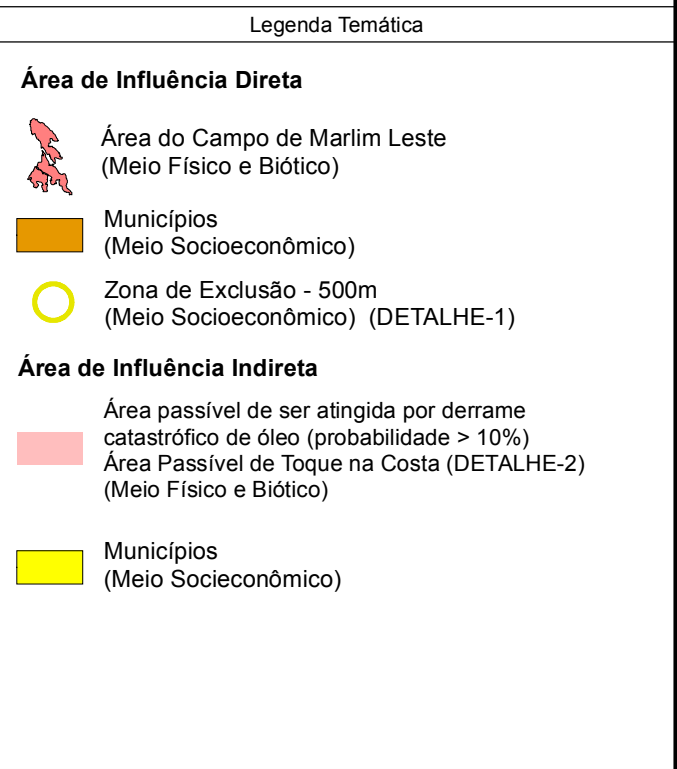 Legenda Temática
Área de Influência Direta
Área do Campo de Marlim Leste
(Meio Físico e Biótico)
Municípios
(Meio Socioeconômico)
Zona de Exclusão - 500m
(Meio Socioeconômico) (DETALHE-1)
Área de Influência Indireta
Área passível de ser atingida por derrame
catastrófico de óleo (probabilidade > 10%)
Área Passível de Toque na Costa (DETALHE-2)
(Meio Físico e Biótico)
Municípios
(Meio Socieconômico)